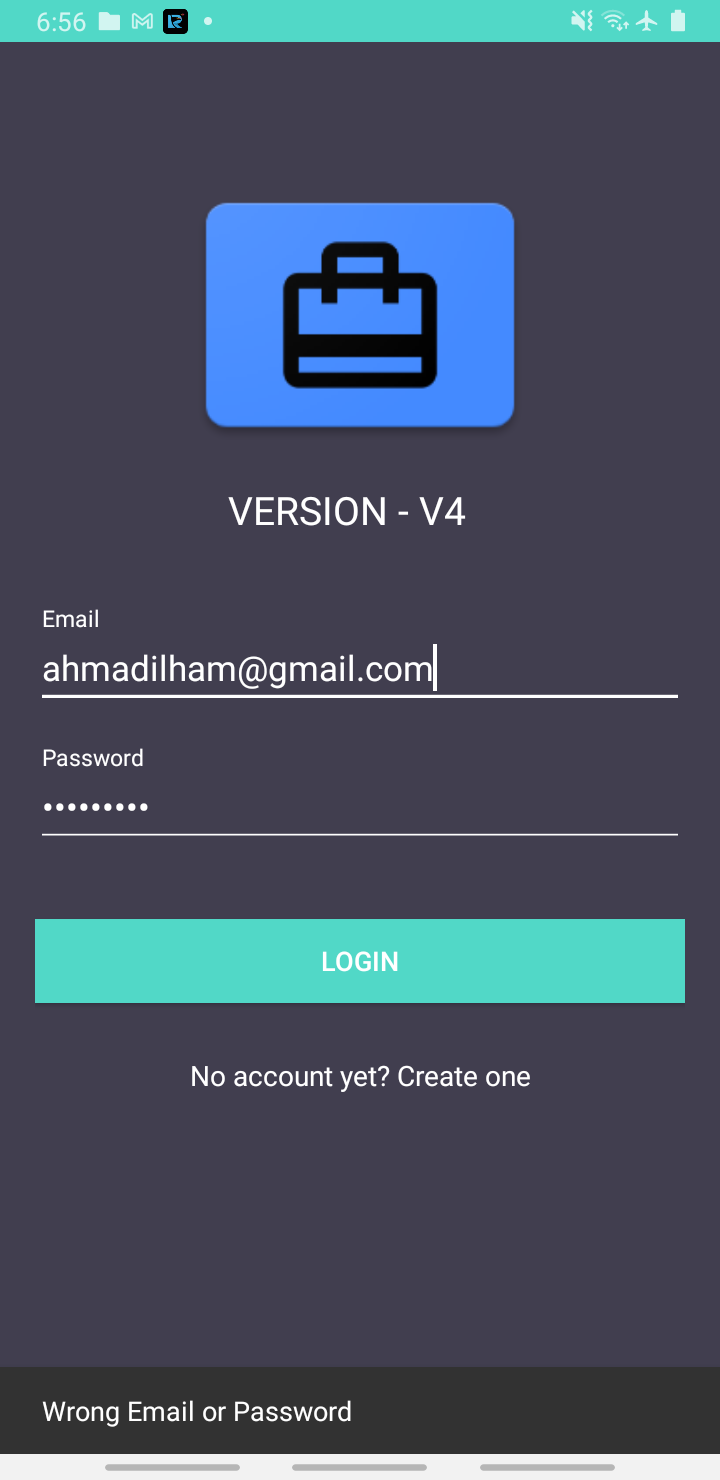 6:56
VERSION - V4
Email
ahmadilham@gmail.com
Password
•••••••••
LOGIN
No account yet? Create one
Wrong Email or Password